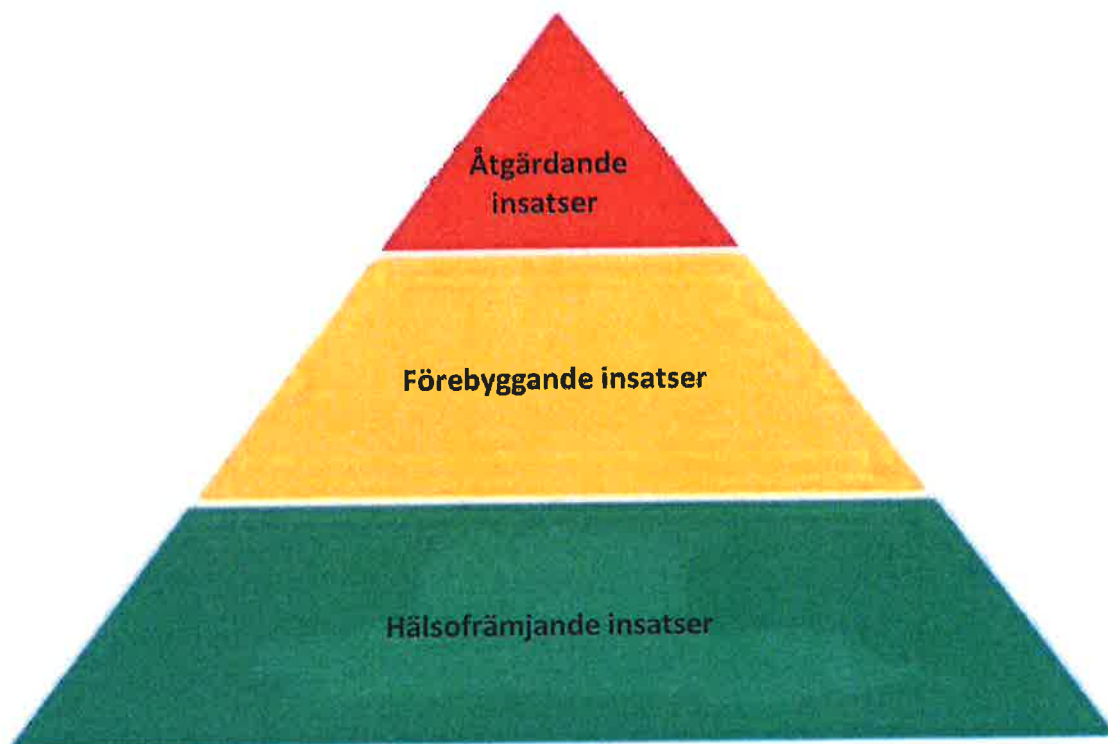 Åtgärdande
insatser
Förebyggande insatser
Hälsofrämjande insatser